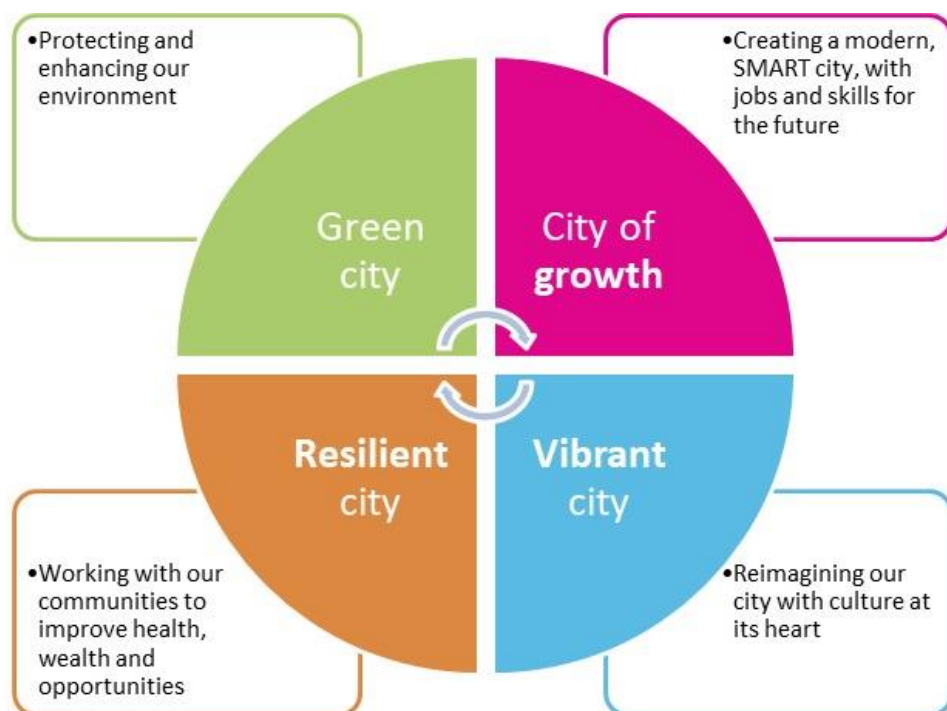 •Protecting and
enhancing our
environment
•Creating a modern,
SMART city, with
jobs and skills for
the future
Green
city
City of
growth
Resilient
city
Vibrant
city
•Working with our
communities to
improve health,
wealth and
opportunities
•Reimagining our
city with culture at
its heart